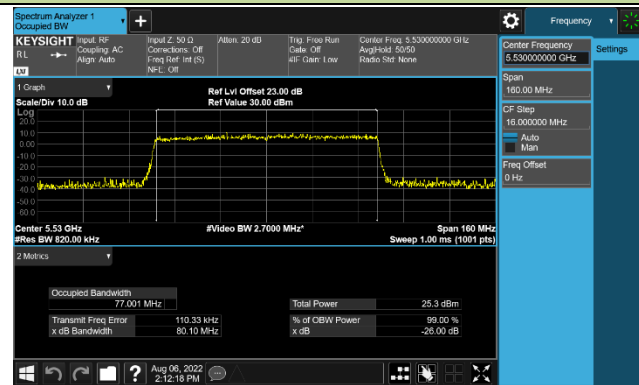 Spectrum Analyzer 1
Occupied BW
Frequency
KEYSIGHT
RL
LXI
Input: RF
Coupling: AC
Align: Auto
Input Z: 50 Ω
Corrections: Off
Freq Ref: Int (S)
NFE: Off
Atten: 20 dB
Trig: Free Run
Gate: Off
#IF Gain: Low
Center Freq: 5.530000000 GHz
Avg|Hold: 50/50
Radio Std: None
Center Frequency
5.530000000 GHz
Settings
Span
160.00 MHz
CF Step
16.000000 MHz
Auto
Man
Freq Offset
0 Hz
1 Graph
Scale/Div 10.0 dB
Ref Lvl Offset 23.00 dB
Ref Value 30.00 dBm
Log
20.0
10.0
0.00
-10.0
-20.0
-30.0
-40.0
-50.0
-60.0
Center 5.53 GHz
#Video BW 2.7000 MHz*
Span 160 MHz
#Res BW 820.00 kHz
Sweep 1.00 ms (1001 pts)
2 Metrics
Occupied Bandwidth
77.001 MHz
Total Power 25.3 dBm
Transmit Freq Error 110.33 kHz
% of OBW Power 99.00 %
x dB Bandwidth 80.10 MHz
x dB -26.00 dB
Aug 06, 2022
2:12:18 PM